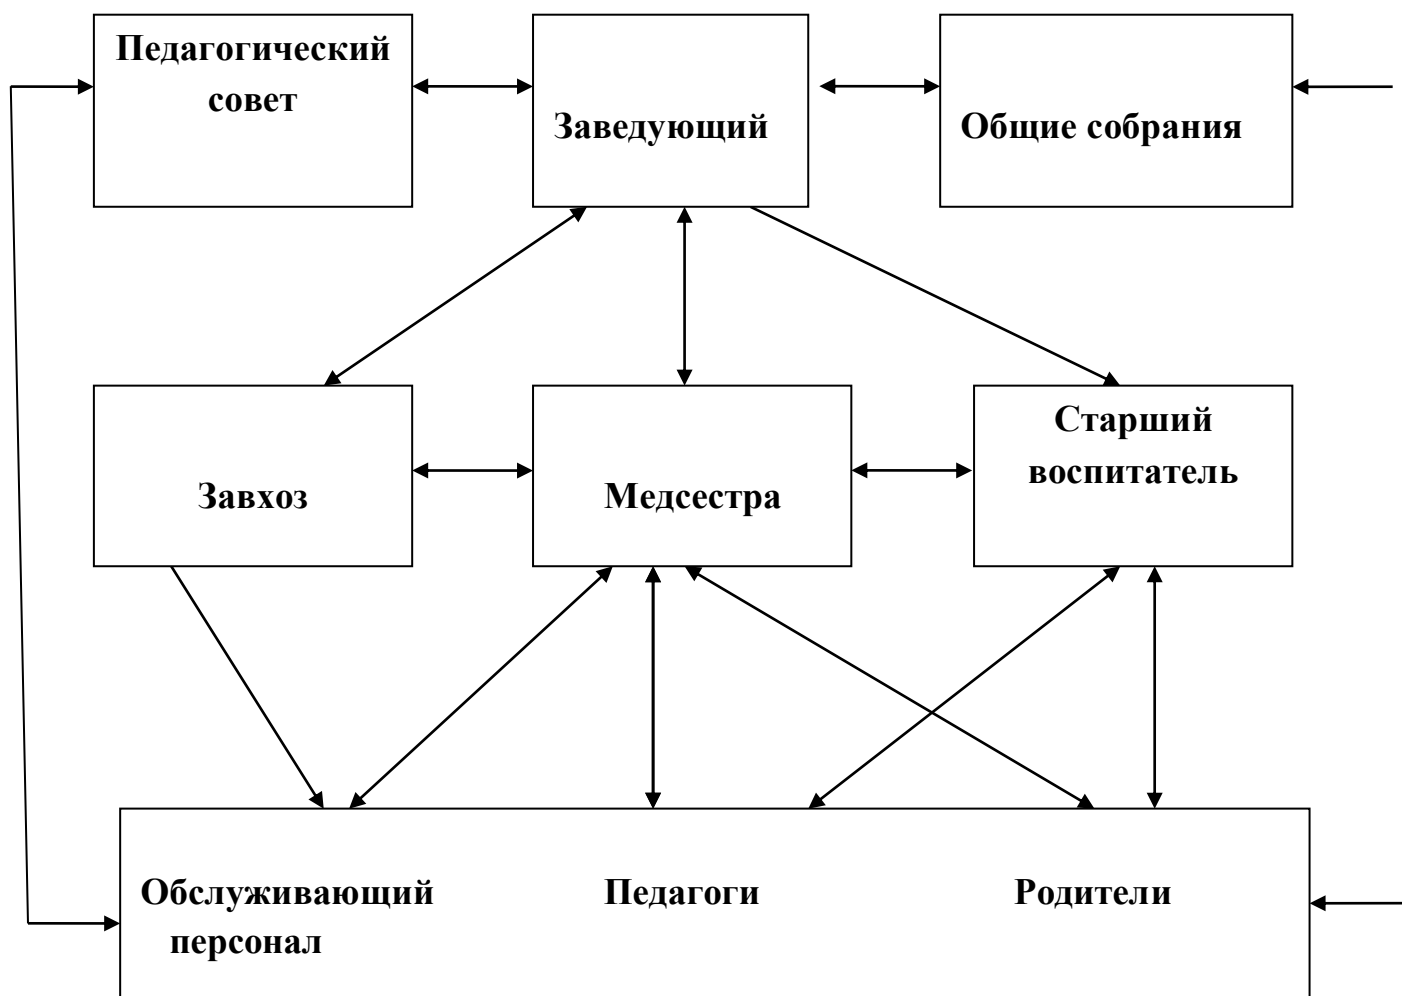 Педагогический
совет
Заведующий
Общие собрания
Завхоз
Медсестра
Старший
воспитатель
Обслуживающий
персонал
Педагоги
Родители